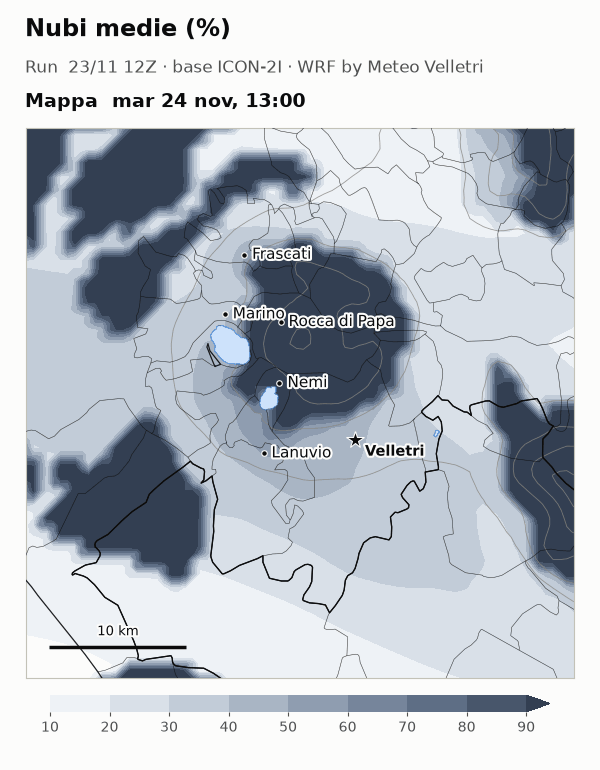 Nubi medie (%)
Run  23/11 12Z · base ICON-2I · WRF by Meteo Velletri
Mappa  mar 24 nov, 13:00
Frascati
Marino
Rocca di Papa
Nemi
Velletri
Lanuvio
10 km
10 20 30 40 50 60 70 80 90